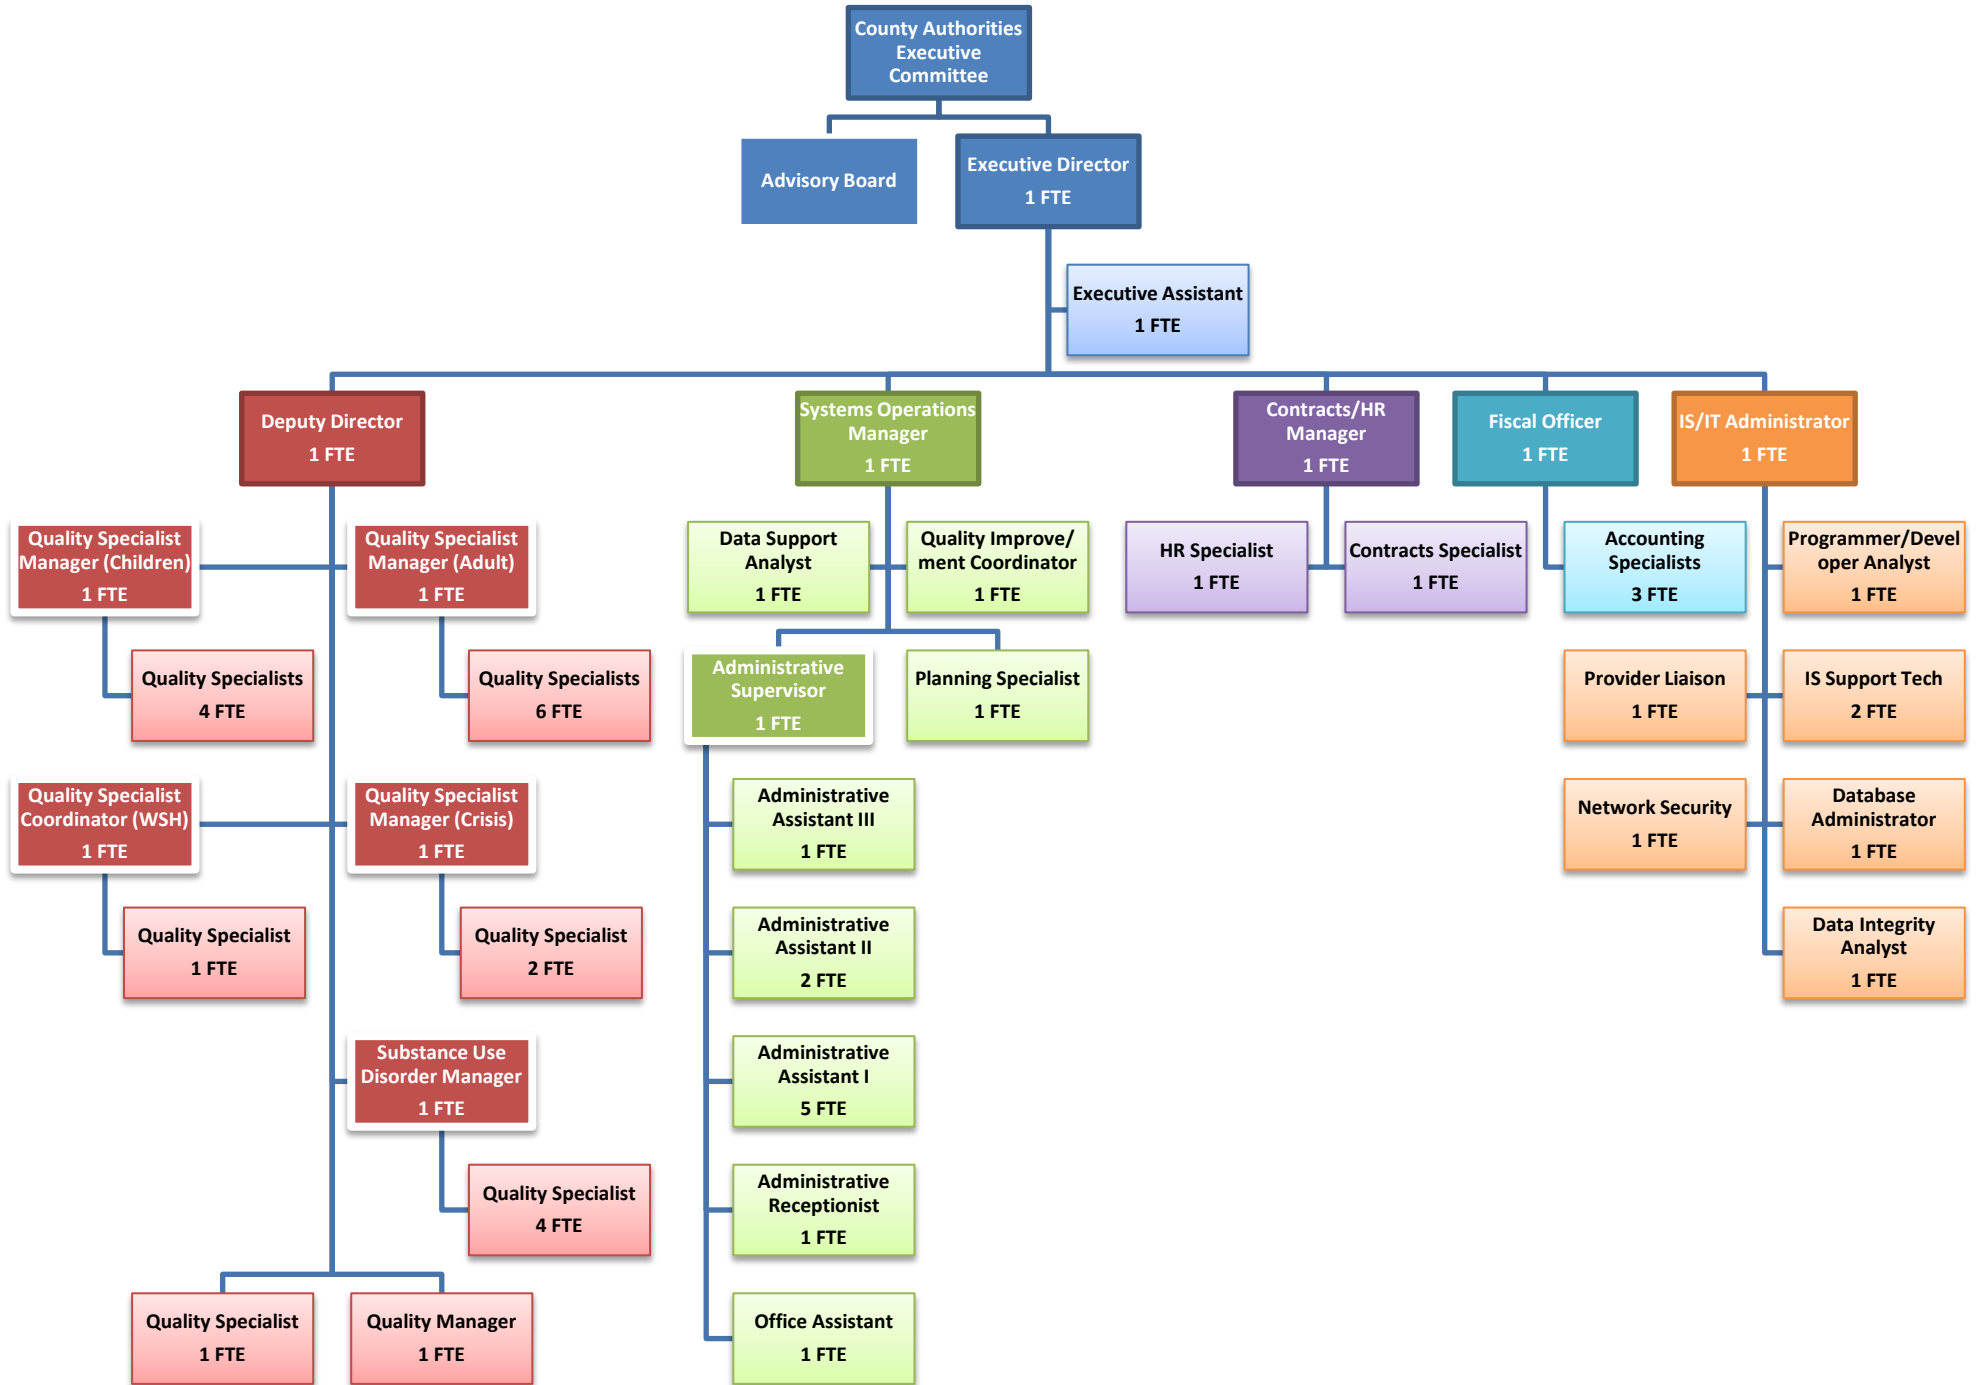 County Authorities
Executive
Committee
Advisory Board
Executive Director
1 FTE
Executive Assistant
1 FTE
Deputy Director
1 FTE
Systems Operations
Manager
1 FTE
Contracts/HR
Manager
1 FTE
Fiscal Officer
1 FTE
IS/IT Administrator
1 FTE
Quality Specialist
Manager (Children)
1 FTE
Quality Specialist
Manager (Adult)
1 FTE
Data Support
Analyst
1 FTE
Quality Improve/
ment Coordinator
1 FTE
HR Specialist
1 FTE
Contracts Specialist
1 FTE
Accounting
Specialists
3 FTE
Programmer/Devel
oper Analyst
1 FTE
Quality Specialists
4 FTE
Quality Specialists
6 FTE
Administrative
Supervisor
1 FTE
Planning Specialist
1 FTE
Provider Liaison
1 FTE
IS Support Tech
2 FTE
Quality Specialist
Coordinator (WSH)
1 FTE
Quality Specialist
Manager (Crisis)
1 FTE
Administrative
Assistant III
1 FTE
Network Security
1 FTE
Database
Administrator
1 FTE
Quality Specialist
1 FTE
Quality Specialist
2 FTE
Administrative
Assistant II
2 FTE
Data Integrity
Analyst
1 FTE
Substance Use
Disorder Manager
1 FTE
Administrative
Assistant I
5 FTE
Quality Specialist
4 FTE
Administrative
Receptionist
1 FTE
Quality Specialist
1 FTE
Quality Manager
1 FTE
Office Assistant
1 FTE